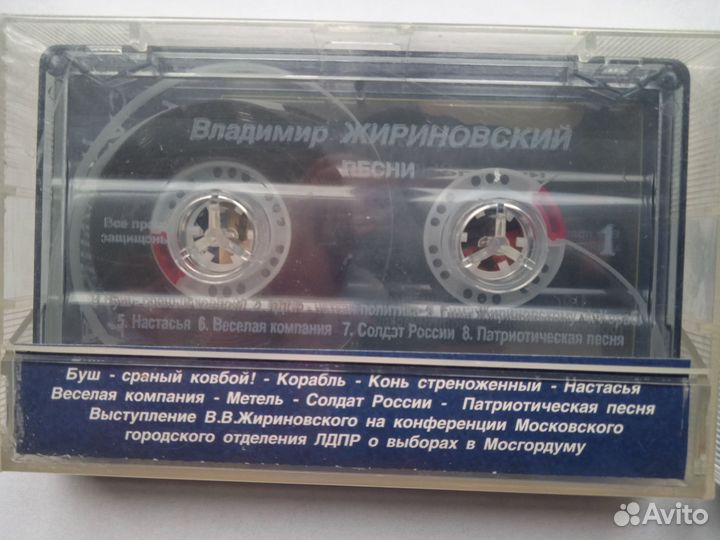 Владимир ЖИРИНОВСКИЙ
ПЕСНИ
Все
защищены
1
5. Настасья 6. Веселая компания 7. Солдат России 8. Патриотическая песня
Буш - сраный ковбой! - Корабль - Конь стреноженный - Настасья
Веселая компания - Метель - Солдат России - Патриотическая песня
Выступление В.В.Жириновского на конференции Московского
городского отделения ЛДПР о выборах в Мосгордуму
Avito